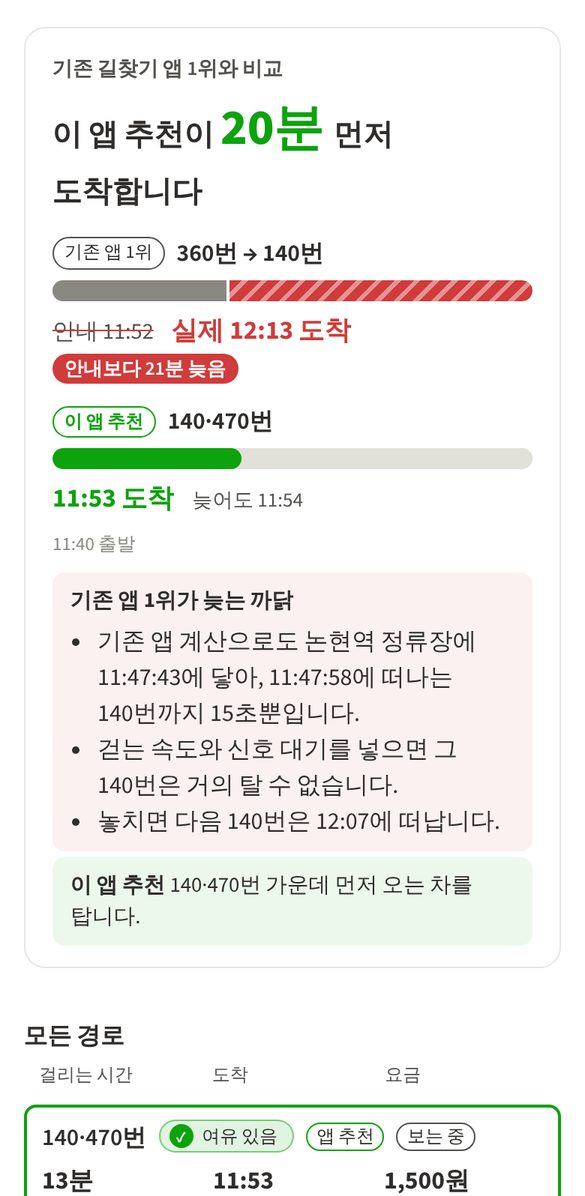 기존 길찾기 앱 1위와 비교
이 앱 추천이 20분 먼저
도착합니다
기존 앱 1위 360번 → 140번
안내 11:52 실제 12:13 도착
안내보다 21분 늦음
이 앱 추천 140·470번
11:53 도착 늦어도 11:54
11:40 출발
기존 앱 1위가 늦는 까닭
• 기존 앱 계산으로도 논현역 정류장에
11:47:43에 닿아, 11:47:58에 떠나는
140번까지 15초뿐입니다.
• 걷는 속도와 신호 대기를 넣으면 그
140번은 거의 탈 수 없습니다.
• 놓치면 다음 140번은 12:07에 떠납니다.
이 앱 추천 140·470번 가운데 먼저 오는 차를
탑니다.
모든 경로
걸리는 시간 도착 요금
140·470번 ✓ 여유 있음 앱 추천 보는 중
13분 11:53 1,500원